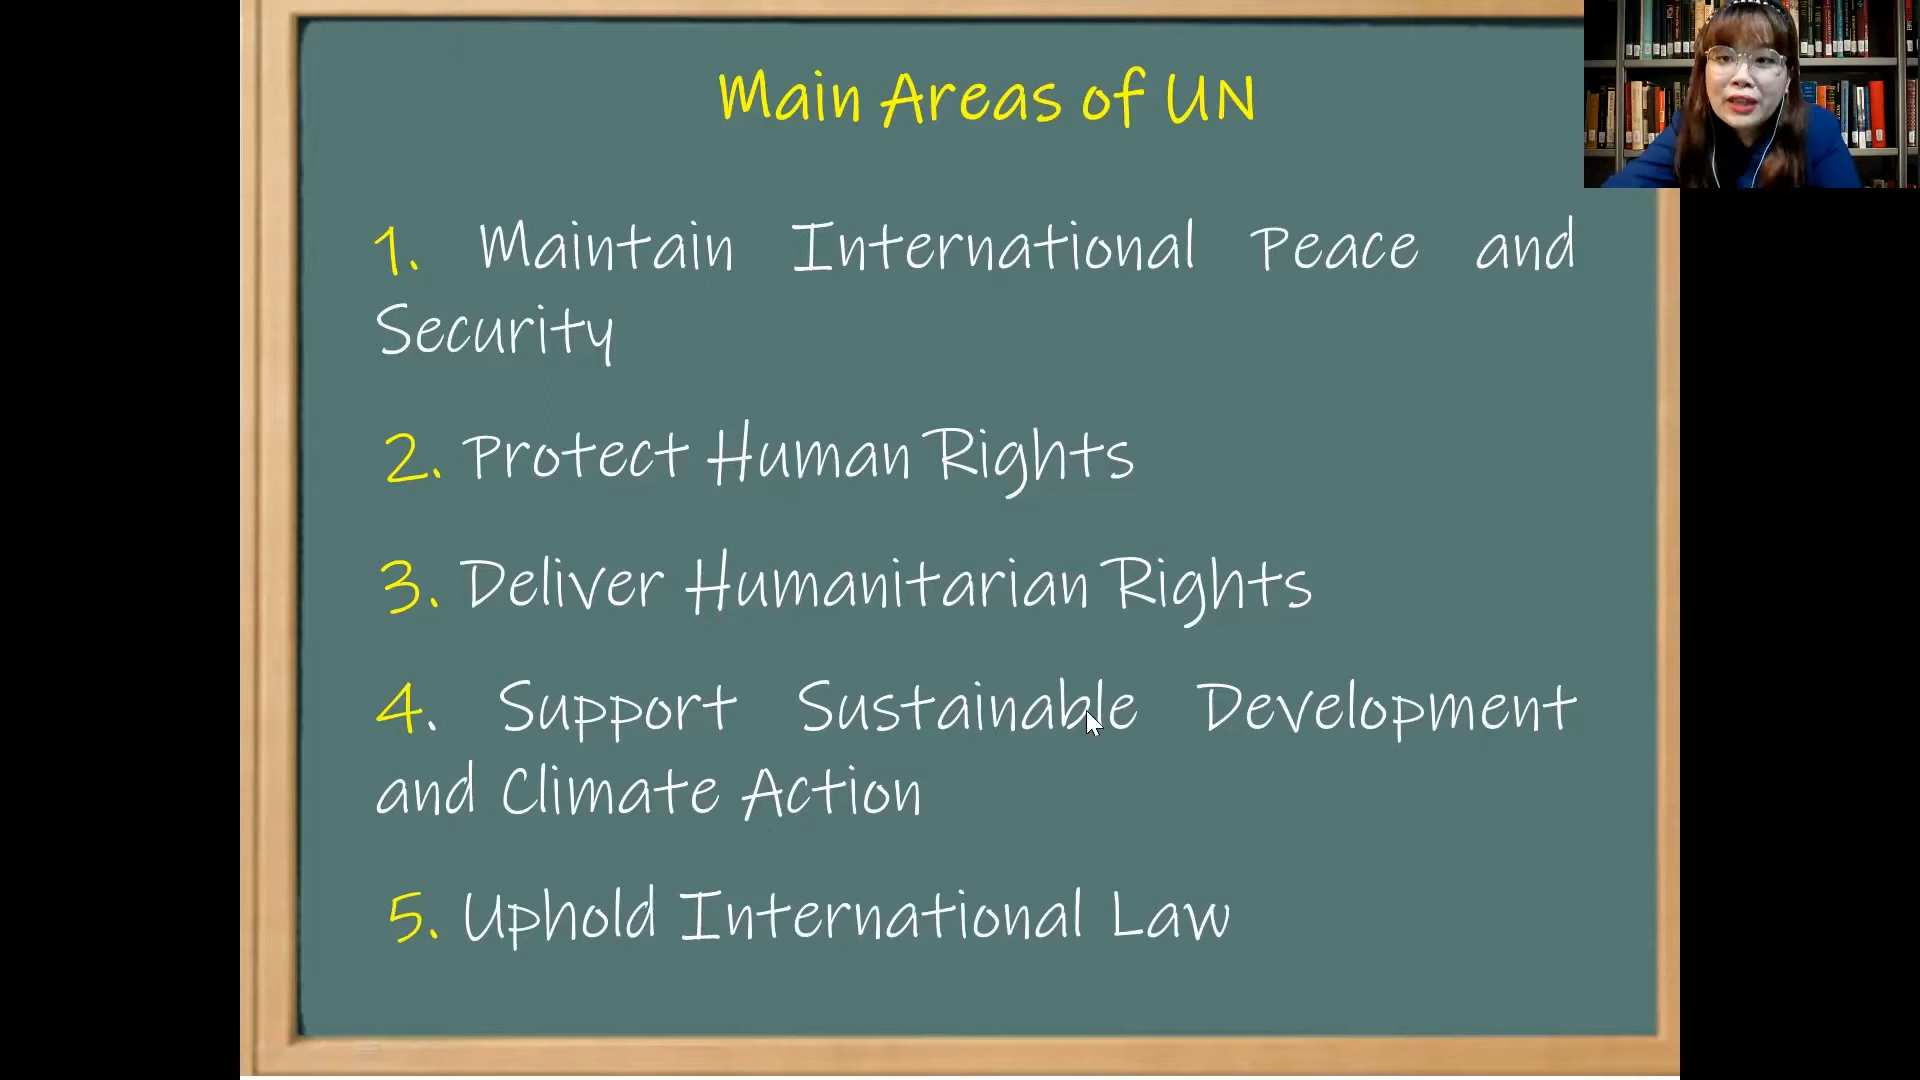 Main Areas of UN
1. Maintain International Peace and
Security
2. Protect Human Rights
3. Deliver Humanitarian Rights
4. Support Sustainable Development
and Climate Action
5. Uphold International Law